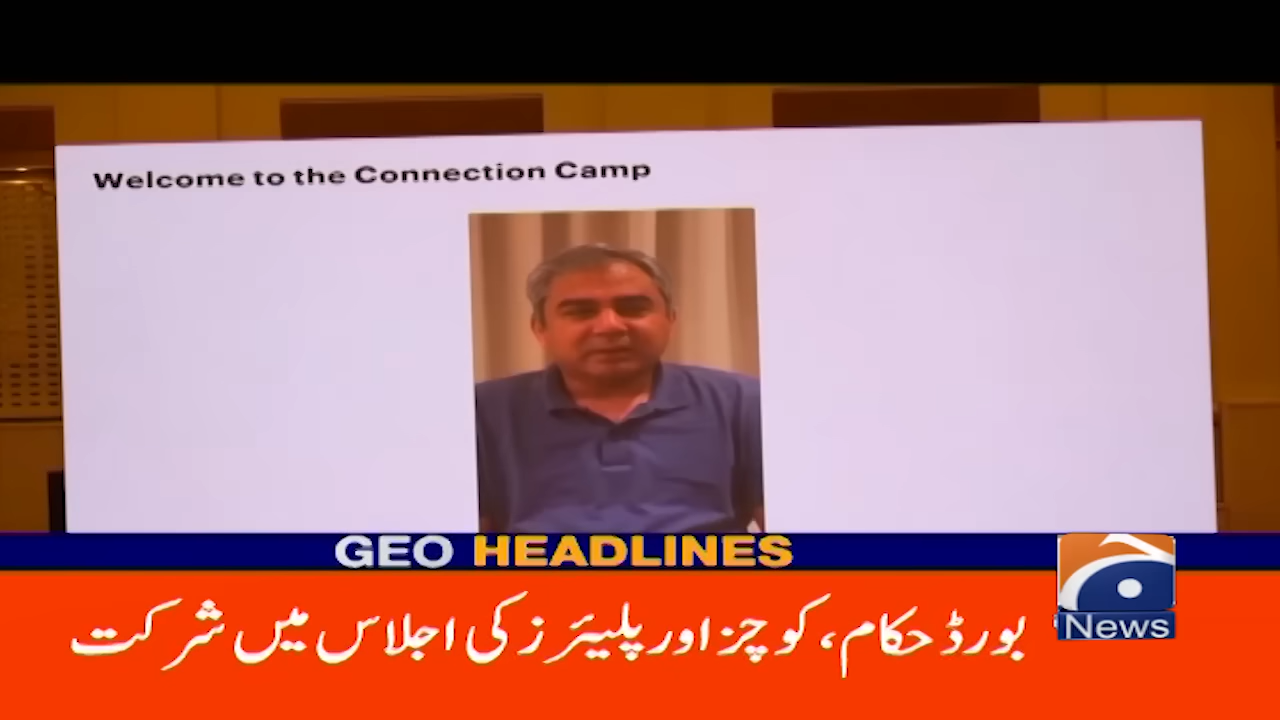 Welcome to the Connection Camp
GEO HEADLINES
News
بورڈ حکام، کوچز اور پلیئرز کی اجلاس میں شرکت